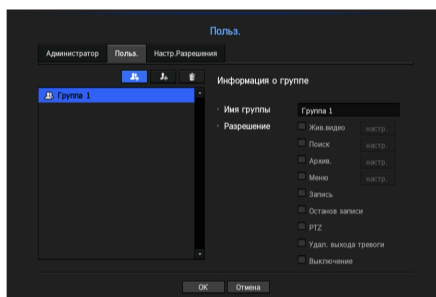 Польз.
Администратор Польз. Настр.Разрешения
Группа 1
Информация о группе
Имя группы Группа 1
Разрешение Жив.видео настр.
Поиск настр.
Архив. настр.
Меню настр.
Запись
Останов записи
PTZ
Удал. выхода тревоги
Выключение
OK Отмена